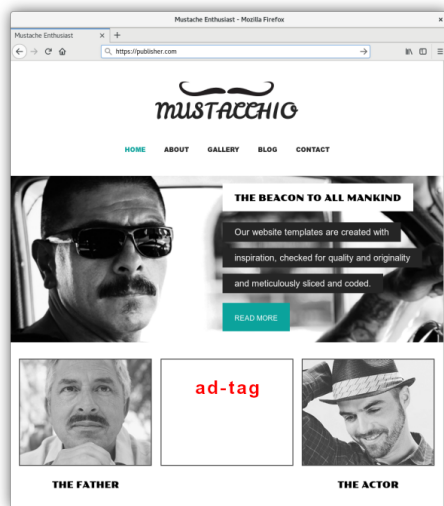 Mustache Enthusiast - Mozilla Firefox
Mustache Enthusiast
https://publisher.com
MUSTACCHIO
HOME ABOUT GALLERY BLOG CONTACT
THE BEACON TO ALL MANKIND
Our website templates are created with
inspiration, checked for quality and originality
and meticulously sliced and coded.
READ MORE
ad-tag
THE FATHER THE ACTOR